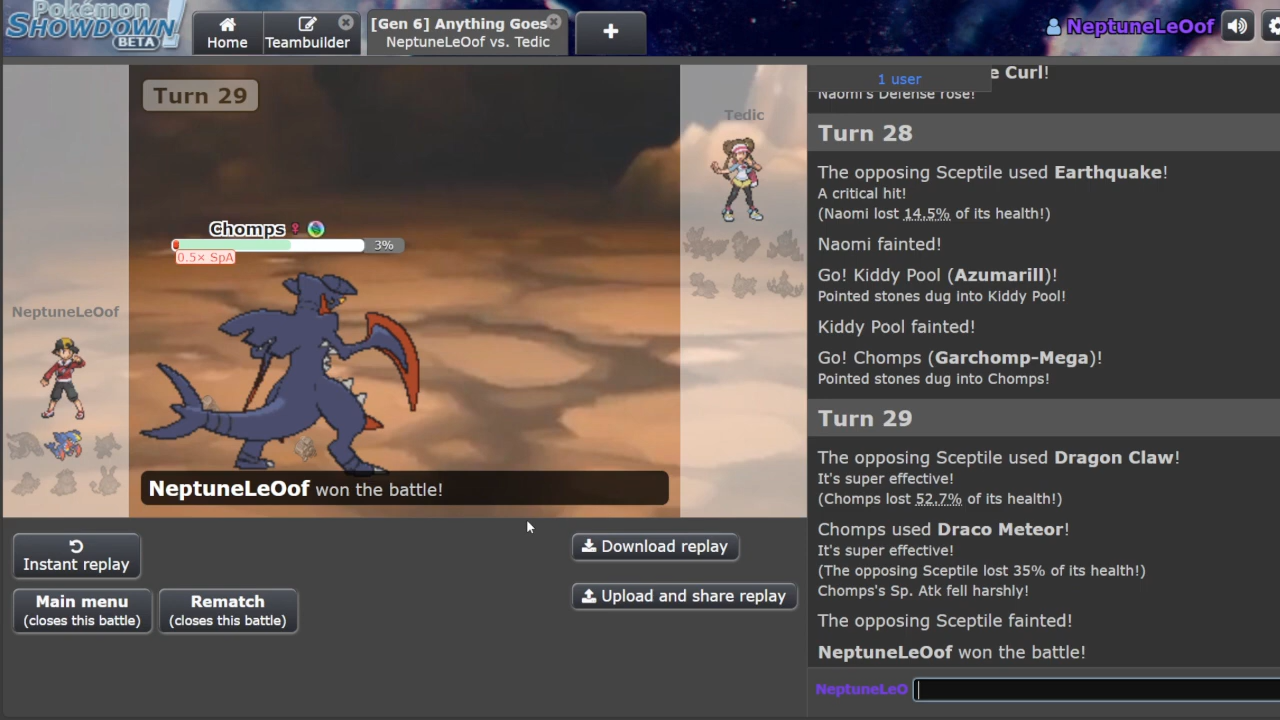 Pokémon
SHOWDOWN!
BETA
Home
Teambuilder
[Gen 6] Anything Goes
NeptuneLeOof vs. Tedic
NeptuneLeOof
Turn 29
Chomps
3%
0.5× SpA
NeptuneLeOof
Tedic
NeptuneLeOof won the battle!
Instant replay
Download replay
Upload and share replay
Main menu
(closes this battle)
Rematch
(closes this battle)
1 user
e Curl!
Naomi's Defense rose!
Turn 28
The opposing Sceptile used Earthquake!
A critical hit!
(Naomi lost 14.5% of its health!)
Naomi fainted!
Go! Kiddy Pool (Azumarill)!
Pointed stones dug into Kiddy Pool!
Kiddy Pool fainted!
Go! Chomps (Garchomp-Mega)!
Pointed stones dug into Chomps!
Turn 29
The opposing Sceptile used Dragon Claw!
It's super effective!
(Chomps lost 52.7% of its health!)
Chomps used Draco Meteor!
It's super effective!
(The opposing Sceptile lost 35% of its health!)
Chomps's Sp. Atk fell harshly!
The opposing Sceptile fainted!
NeptuneLeOof won the battle!
NeptuneLeO